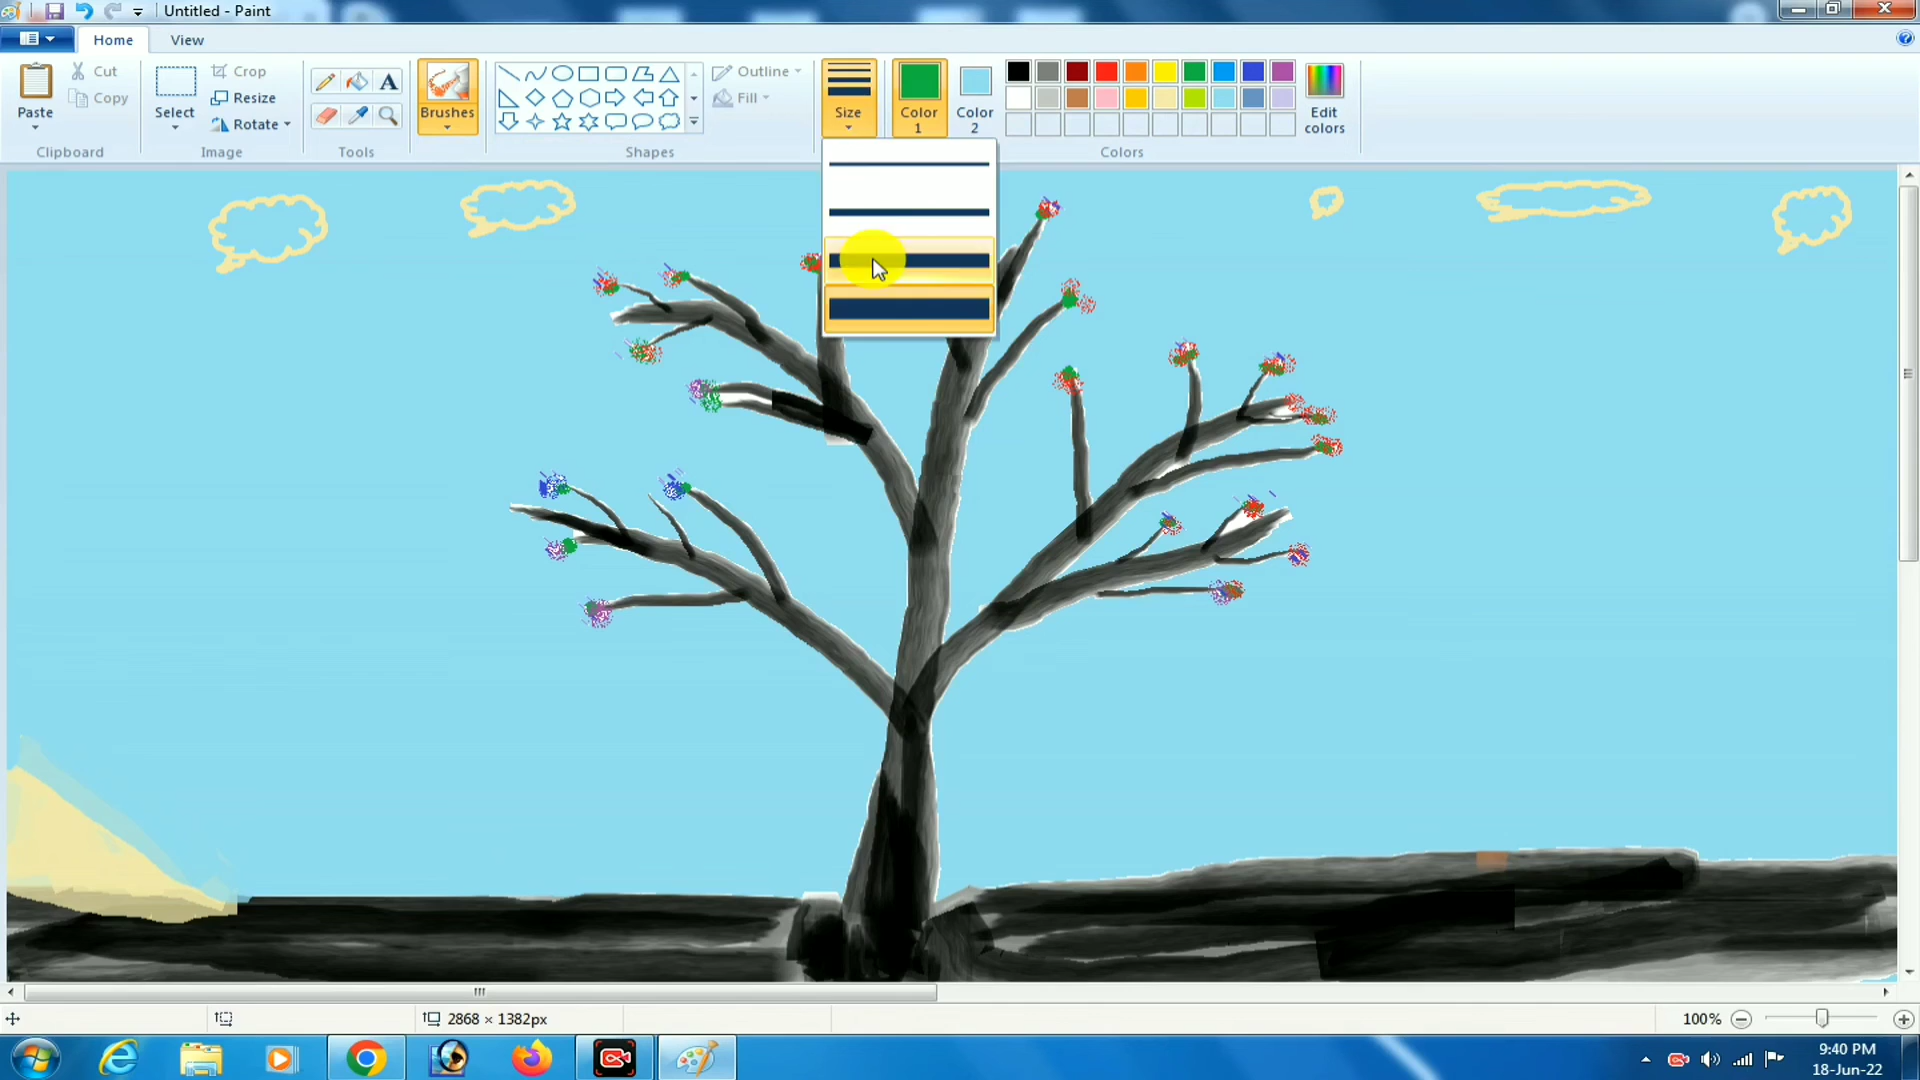 Untitled - Paint
Home
View
Paste
Cut
Copy
Clipboard
Select
Crop
Resize
Rotate
Image
A
Tools
Brushes
Shapes
Outline
Fill
Size
Color
1
Color
2
Edit
colors
Colors
2868 × 1382px
100%
9:40 PM
18-Jun-22